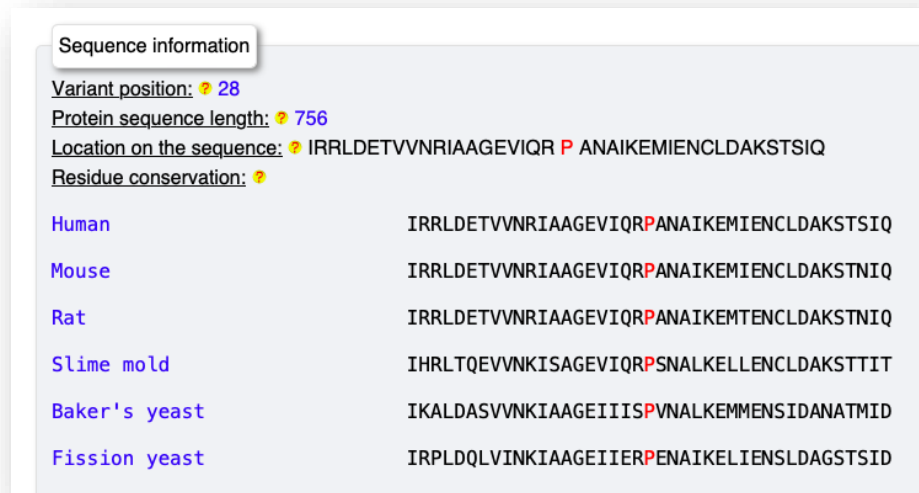 Sequence information
Variant position: ? 28
Protein sequence length: ? 756
Location on the sequence: ? IRRLDETVVNRIAAGEVIQR P ANAIKEMIENCLDAKSTSIQ
Residue conservation: ?
Human IRRLDETVVNRIAAGEVIQRPANAIKEMIENCLDAKSTSIQ
Mouse IRRLDETVVNRIAAGEVIQRPANAIKEMIENCLDAKSTNIQ
Rat IRRLDETVVNRIAAGEVIQRPANAIKEMTENCLDAKSTNIQ
Slime mold IHRLTQEVVNKISAGEVIQRPSNALKELLENCLDAKSTTIT
Baker's yeast IKALDASVVNKIAAGEIIISPVNALKEMMENSIDANATMID
Fission yeast IRPLDQLVINKIAAGEIIERPENAIKELIENSLDAGSTSID